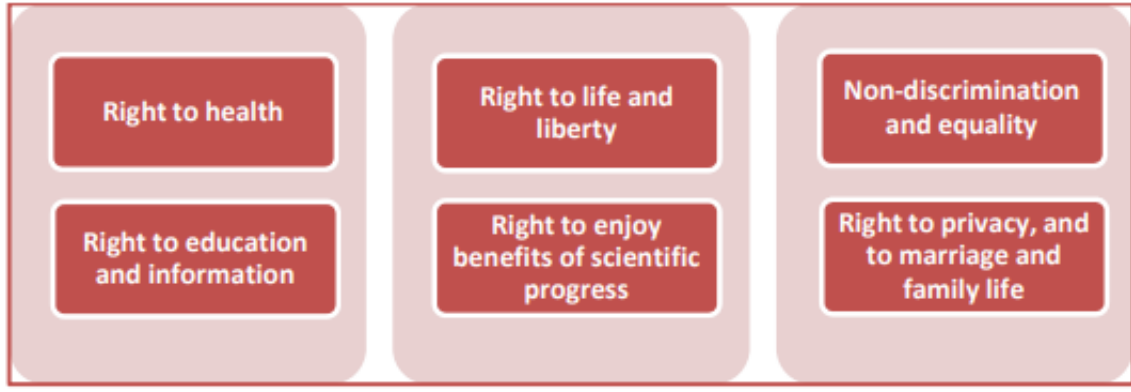 Right to health
Right to education
and information
Right to life and
liberty
Right to enjoy
benefits of scientific
progress
Non-discrimination
and equality
Right to privacy, and
to marriage and
family life